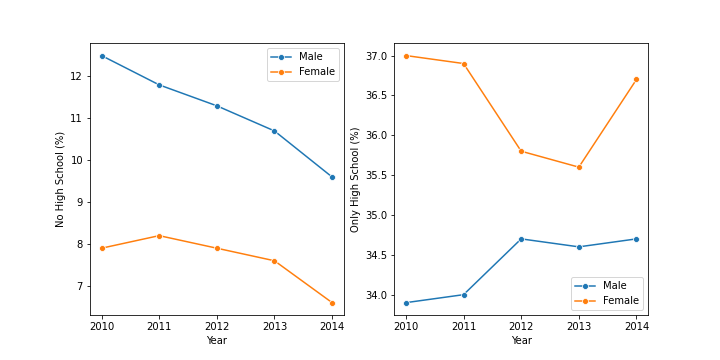 No High School (%)
12
11
10
9
8
7
2010 2011 2012 2013 2014
Year
Male
Female
Only High School (%)
37.0
36.5
36.0
35.5
35.0
34.5
34.0
2010 2011 2012 2013 2014
Year
Male
Female